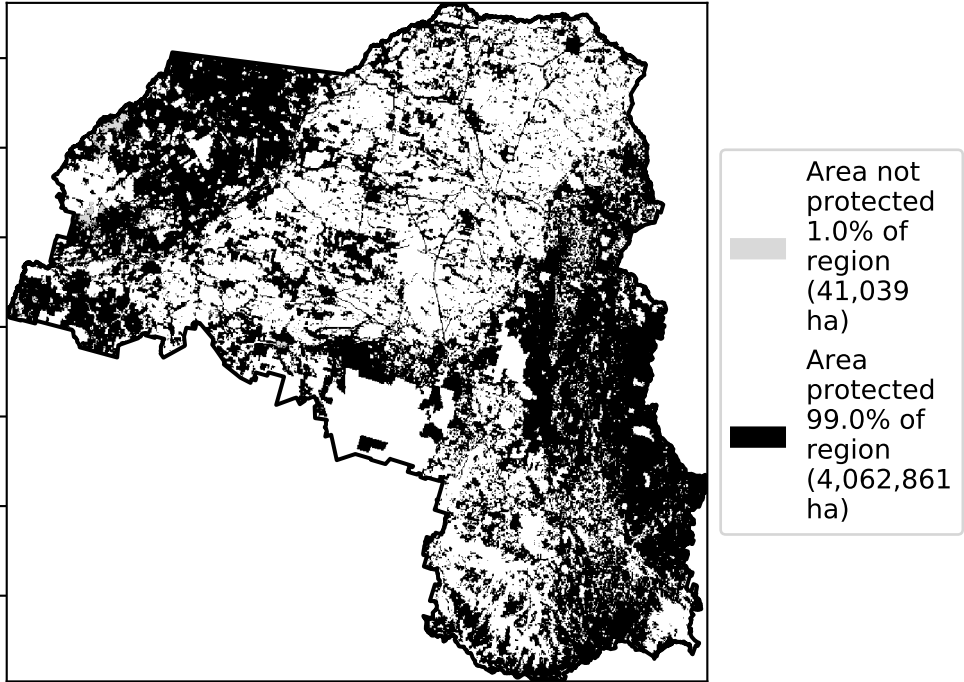 Area not
protected
1.0% of
region
(41,039
ha)
Area
protected
99.0% of
region
(4,062,861
ha)